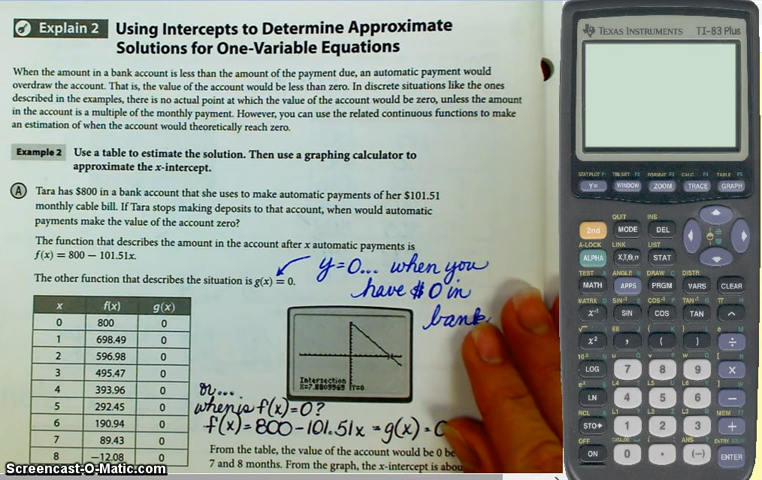 Explain 2 Using Intercepts to Determine Approximate
Solutions for One-Variable Equations
When the amount in a bank account is less than the amount of the payment due, an automatic payment would
overdraw the account. That is, the value of the account would be less than zero. In discrete situations like the ones
described in the examples, there is no actual point at which the value of the account would be zero, unless the amount
in the account is a multiple of the monthly payment. However, you can use the related continuous functions to make
an estimation of when the account would theoretically reach zero.
Example 2 Use a table to estimate the solution. Then use a graphing calculator to
approximate the x-intercept.
A Tara has $800 in a bank account that she uses to make automatic payments of her $101.51
monthly cable bill. If Tara stops making deposits to that account, when would automatic
payments make the value of the account zero?
The function that describes the amount in the account after x automatic payments is
f(x) = 800 − 101.51x.
The other function that describes the situation is g(x) = 0.
y=0... when you
have $0 in
bank
x f(x) g(x)
0 800 0
1 698.49 0
2 596.98 0
3 495.47 0
4 393.96 0
5 292.45 0
6 190.94 0
7 89.43 0
8 −12.08 0
Intersection
X=7.8809969 Y=0
or...
when is f(x)=0?
f(x)=800-101.51x = g(x) = 0
From the table, the value of the account would be 0 be
7 and 8 months. From the graph, the x-intercept is abou
Screencast-O-Matic.com
TEXAS INSTRUMENTS TI-83 Plus
STAT PLOT F1 TBLSET F2 FORMAT F3 CALC F4 TABLE F5
Y= WINDOW ZOOM TRACE GRAPH
QUIT INS
2nd MODE DEL
A-LOCK LINK LIST
ALPHA X,T,θ,n STAT
TEST ANGLE DRAW DISTR
MATH APPS PRGM VARS CLEAR
MATRX SIN⁻¹ COS⁻¹ TAN⁻¹
x⁻¹ SIN COS TAN ^
x² , ( ) ÷
LOG 7 8 9 ×
LN 4 5 6 −
RCL MEM
STO▸ 1 2 3 +
OFF ANS
ON 0 . (−) ENTER